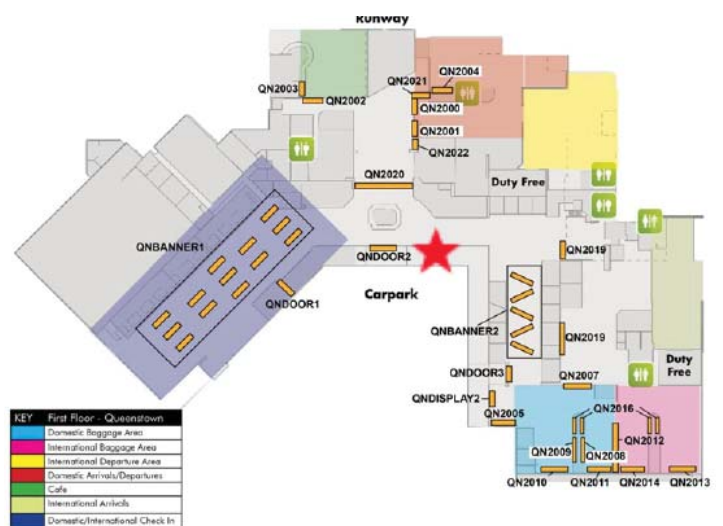 Runway
QN2004
QN2021
QN2003
QN2002
QN2000
QN2001
QN2022
QN2020
Duty Free
QNBANNER1
QNDOOR2
QN2019
QNDOOR1
Carpark
QNBANNER2
QN2019
Duty
Free
QNDOOR3
QN2007
QNDISPLAY2
QN2005
QN2016
QN2012
QN2009
QN2008
QN2010
QN2011
QN2014
QN2013
KEY First Floor - Queenstown
Domestic Baggage Area
International Baggage Area
International Departure Area
Domestic Arrivals/Departures
Cafe
International Arrivals
Domestic/International Check In